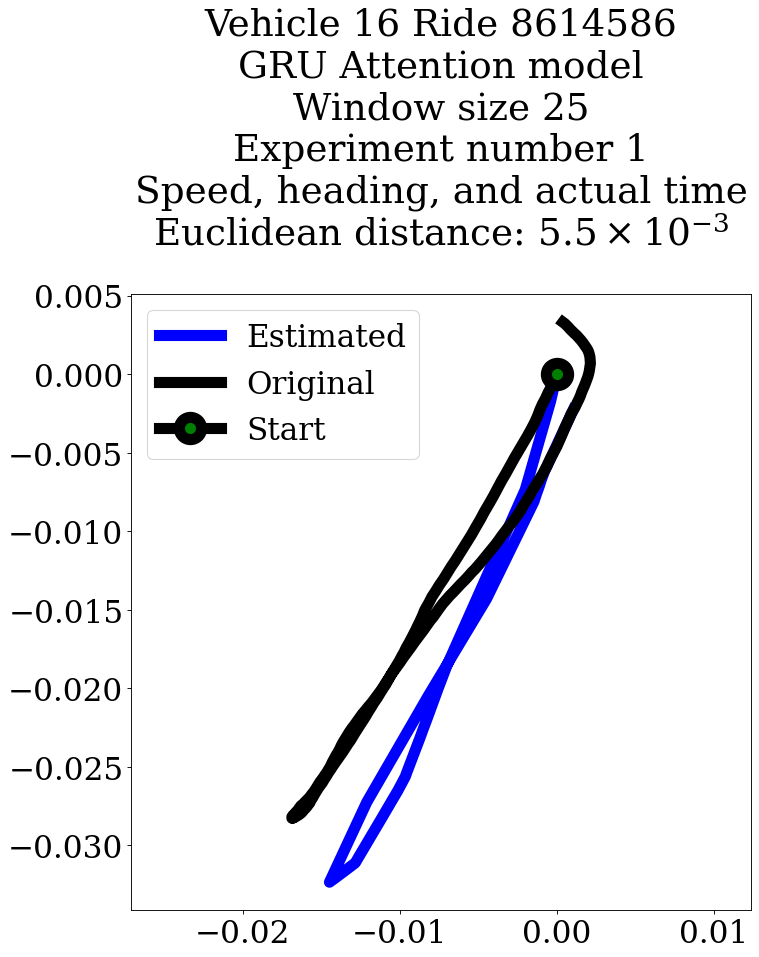 Vehicle 16 Ride 8614586
GRU Attention model
Window size 25
Experiment number 1
Speed, heading, and actual time
Euclidean distance: 5.5 × 10⁻³
0.005
0.000
−0.005
−0.010
−0.015
−0.020
−0.025
−0.030
Estimated
Original
Start
−0.02 −0.01 0.00 0.01